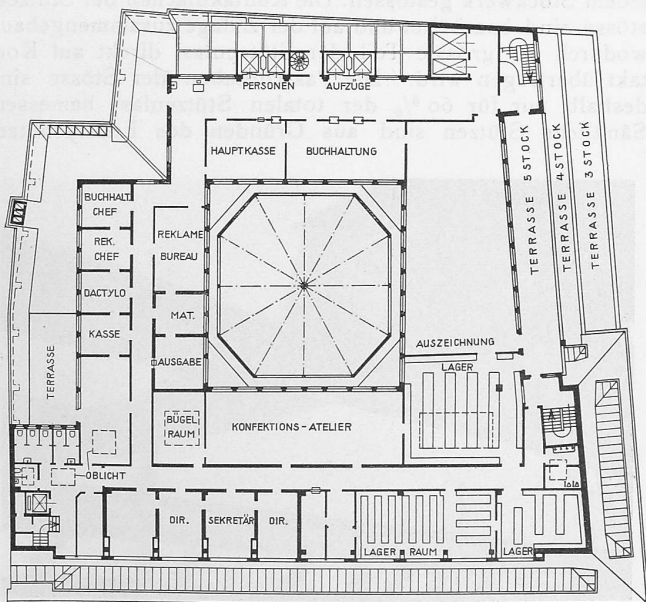 PERSONEN AUFZÜGE
HAUPTKASSE
BUCHHALTUNG
BUCHHALT.
CHEF
REK.
CHEF
DACTYLO
KASSE
REKLAME
BUREAU
MAT.
AUSGABE
TERRASSE
TERRASSE 5 STOCK
TERRASSE 4 STOCK
TERRASSE 3 STOCK
AUSZEICHNUNG
LAGER
BÜGEL
RAUM
KONFEKTIONS-ATELIER
OBLICHT
DIR.
SEKRETÄR
DIR.
LAGER RAUM
LAGER